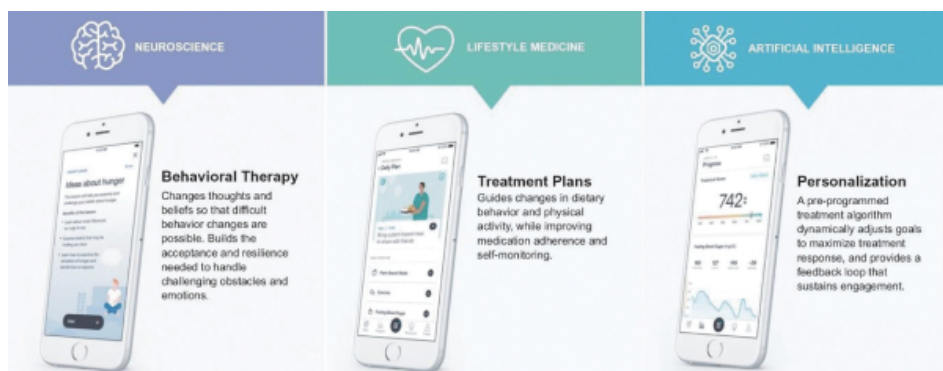 NEUROSCIENCE
Behavioral Therapy
Changes thoughts and
beliefs so that difficult
behavior changes are
possible. Builds the
acceptance and resilience
needed to handle
challenging obstacles and
emotions.
Ideas about hunger
LIFESTYLE MEDICINE
Treatment Plans
Guides changes in dietary
behavior and physical
activity, while improving
medication adherence and
self-monitoring.
Daily Plan
ARTIFICIAL INTELLIGENCE
Personalization
A pre-programmed
treatment algorithm
dynamically adjusts goals
to maximize treatment
response, and provides a
feedback loop that
sustains engagement.
Progress
742